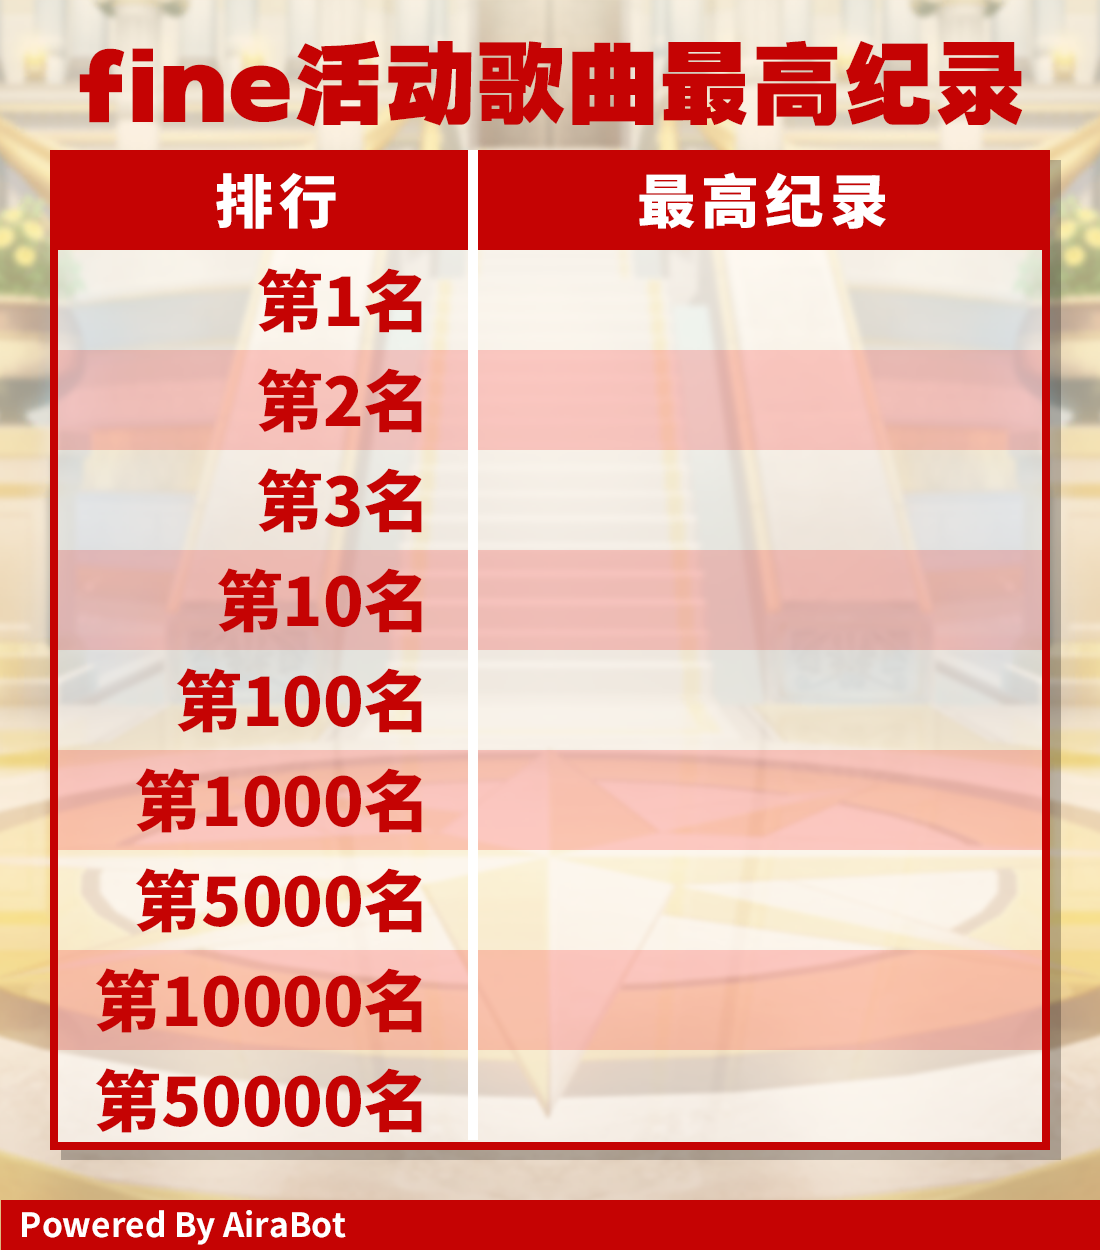 fine活动歌曲最高纪录
排行 最高纪录
第1名
第2名
第3名
第10名
第100名
第1000名
第5000名
第10000名
第50000名
Powered By AiraBot